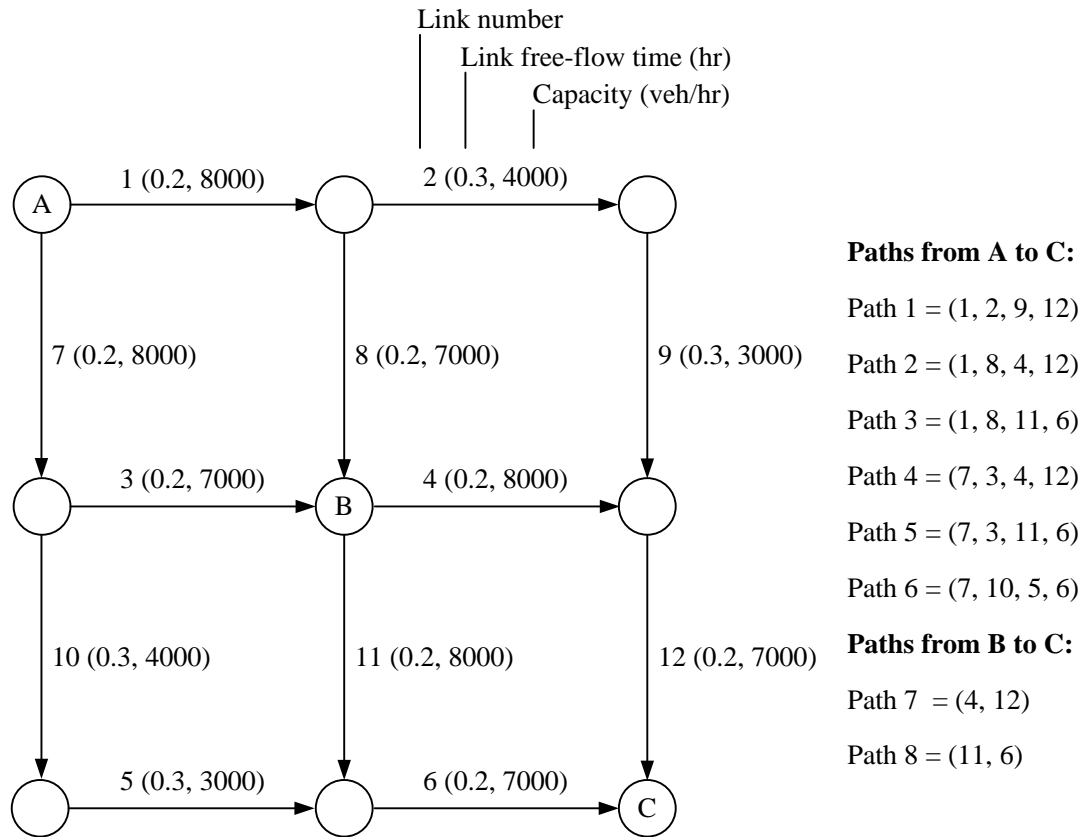 Link number
Link free-flow time (hr)
Capacity (veh/hr)
1 (0.2, 8000)
2 (0.3, 4000)
A
7 (0.2, 8000)
8 (0.2, 7000)
9 (0.3, 3000)
3 (0.2, 7000)
B
4 (0.2, 8000)
10 (0.3, 4000)
11 (0.2, 8000)
12 (0.2, 7000)
5 (0.3, 3000)
6 (0.2, 7000)
C
Paths from A to C:
Path 1 = (1, 2, 9, 12)
Path 2 = (1, 8, 4, 12)
Path 3 = (1, 8, 11, 6)
Path 4 = (7, 3, 4, 12)
Path 5 = (7, 3, 11, 6)
Path 6 = (7, 10, 5, 6)
Paths from B to C:
Path 7 = (4, 12)
Path 8 = (11, 6)